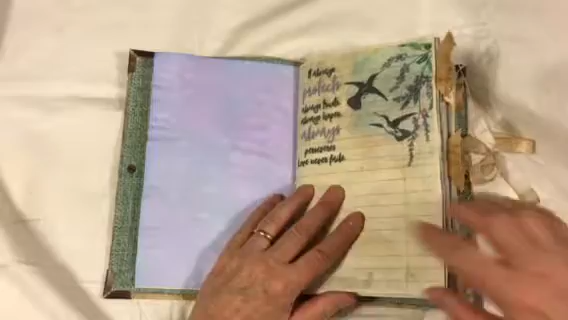 It always
protects
always trusts
always hopes
always
perseveres
Love never fails